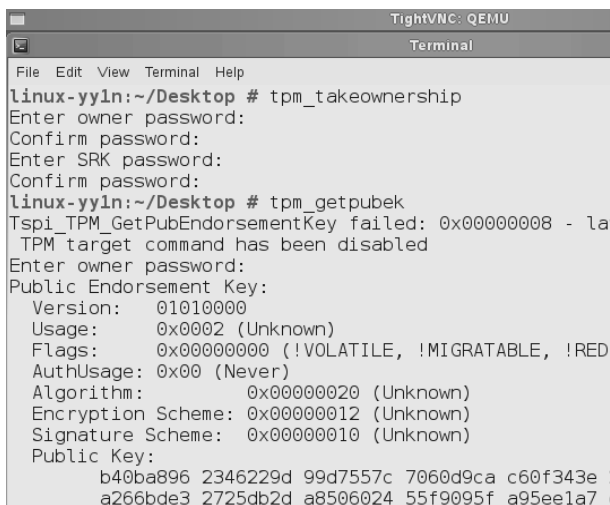 TightVNC: QEMU
Terminal
File Edit View Terminal Help
linux-yy1n:~/Desktop # tpm_takeownership
Enter owner password:
Confirm password:
Enter SRK password:
Confirm password:
linux-yy1n:~/Desktop # tpm_getpubek
Tspi_TPM_GetPubEndorsementKey failed: 0x00000008 - la
TPM target command has been disabled
Enter owner password:
Public Endorsement Key:
Version: 01010000
Usage: 0x0002 (Unknown)
Flags: 0x00000000 (!VOLATILE, !MIGRATABLE, !RED
AuthUsage: 0x00 (Never)
Algorithm: 0x00000020 (Unknown)
Encryption Scheme: 0x00000012 (Unknown)
Signature Scheme: 0x00000010 (Unknown)
Public Key:
b40ba896 2346229d 99d7557c 7060d9ca c60f343e
a266bde3 2725db2d a8506024 55f9095f a95ee1a7